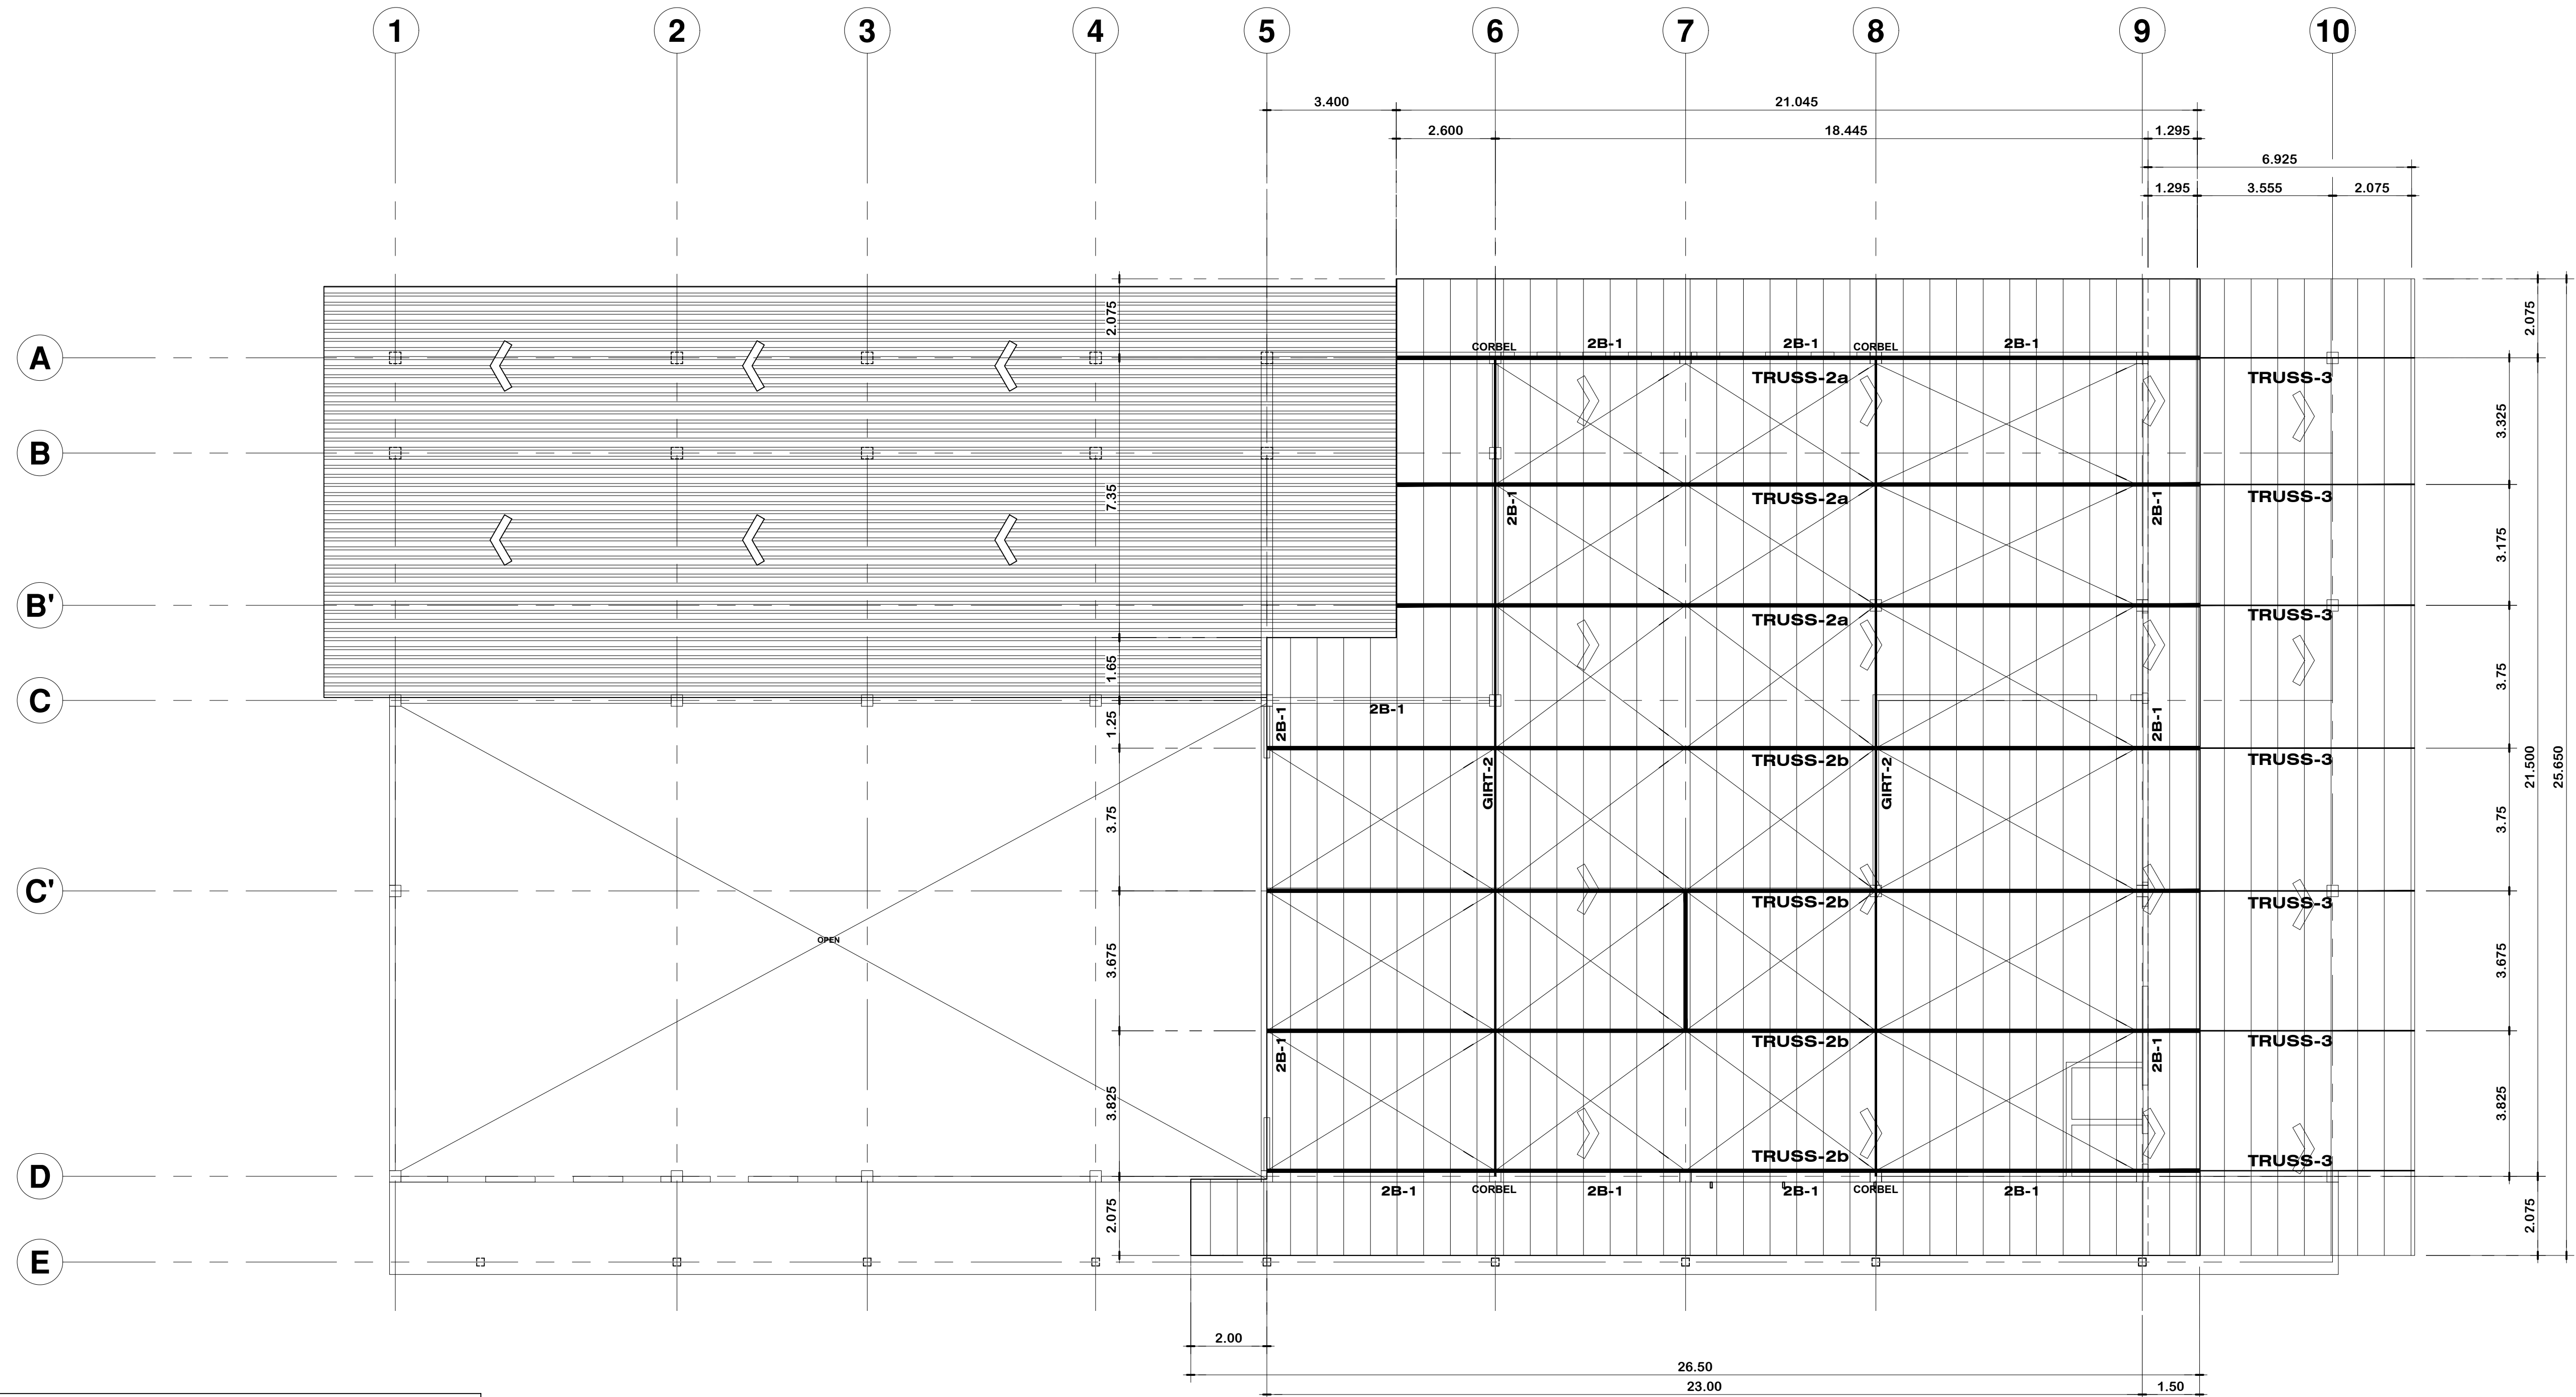 1 2 3 4 5 6 7 8 9 10
3.400 21.045
2.600 18.445 1.295
6.925
1.295 3.555 2.075
2.075 2.075
A CORBEL 2B-1 2B-1 CORBEL 2B-1
TRUSS-2a TRUSS-3
3.325
B
7.35 2B-1 TRUSS-2a 2B-1 TRUSS-3
3.175
B'
TRUSS-2a TRUSS-3
1.65 3.75
C
2B-1
1.25 2B-1 2B-1
TRUSS-2b TRUSS-3
21.500 25.650
3.75 GIRT-2 GIRT-2 3.75
C'
TRUSS-2b TRUSS-3
OPEN
3.675 3.675
TRUSS-2b TRUSS-3
2B-1 2B-1
3.825 3.825
TRUSS-2b TRUSS-3
D
2B-1 CORBEL 2B-1 2B-1 CORBEL 2B-1
2.075 2.075
E
2.00
26.50
23.00 1.50